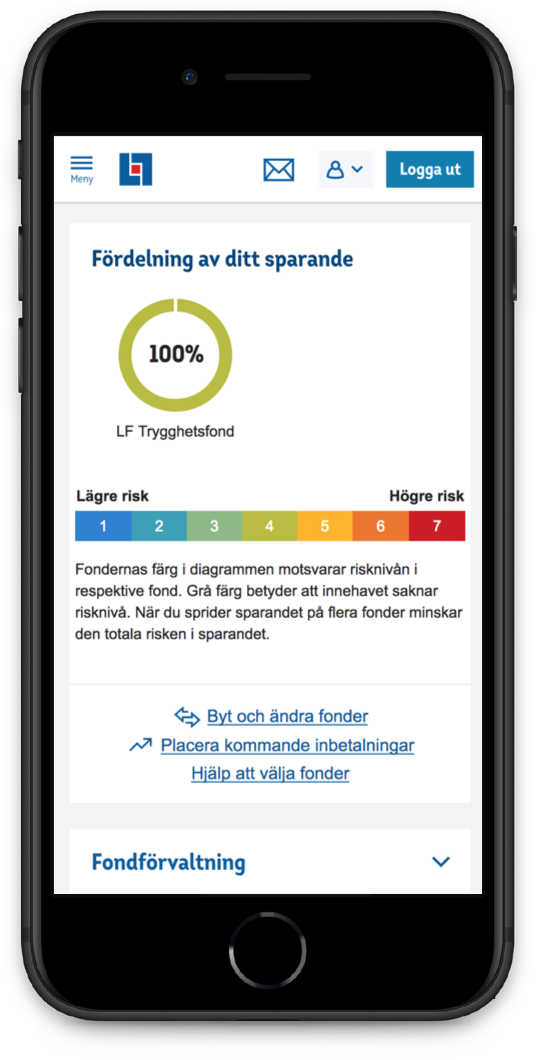 Meny
Logga ut
Fördelning av ditt sparande
100%
LF Trygghetsfond
Lägre risk Högre risk
1 2 3 4 5 6 7
Fondernas färg i diagrammen motsvarar risknivån i
respektive fond. Grå färg betyder att innehavet saknar
risknivå. När du sprider sparandet på flera fonder minskar
den totala risken i sparandet.
Byt och ändra fonder
Placera kommande inbetalningar
Hjälp att välja fonder
Fondförvaltning